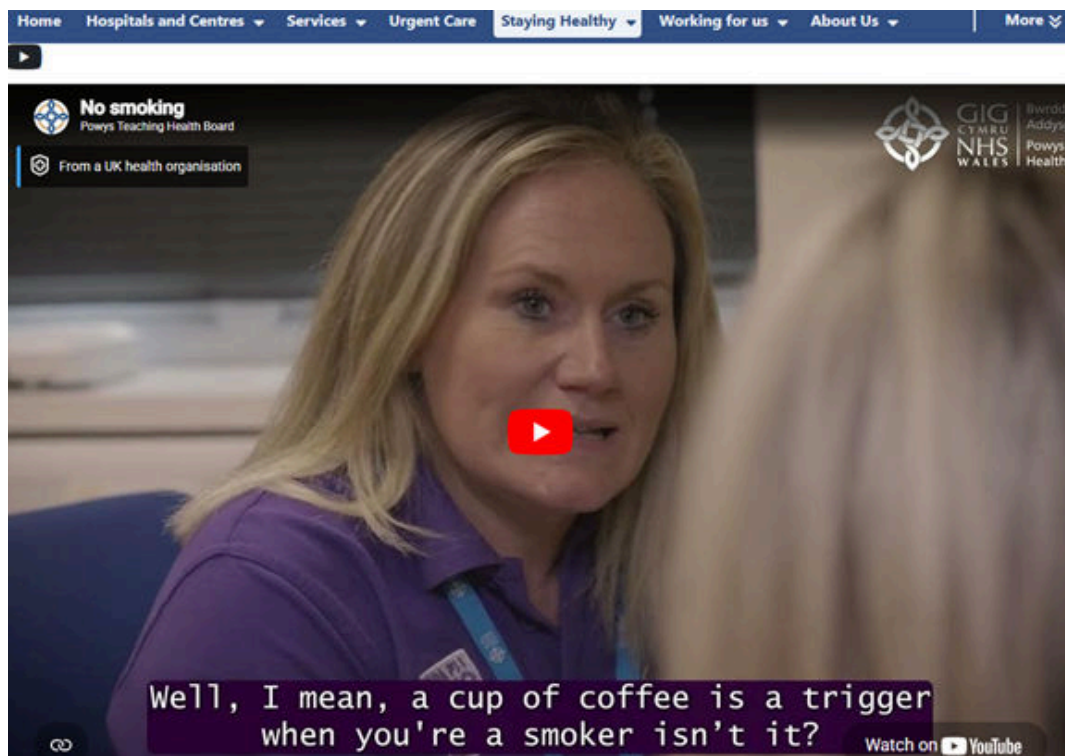 Home Hospitals and Centres Services Urgent Care Staying Healthy Working for us About Us More
No smoking
Powys Teaching Health Board
From a UK health organisation
GIG
CYMRU
NHS
WALES
Bwrdd
Addysg
Powys
Health
Well, I mean, a cup of coffee is a trigger
when you're a smoker isn't it?
Watch on YouTube